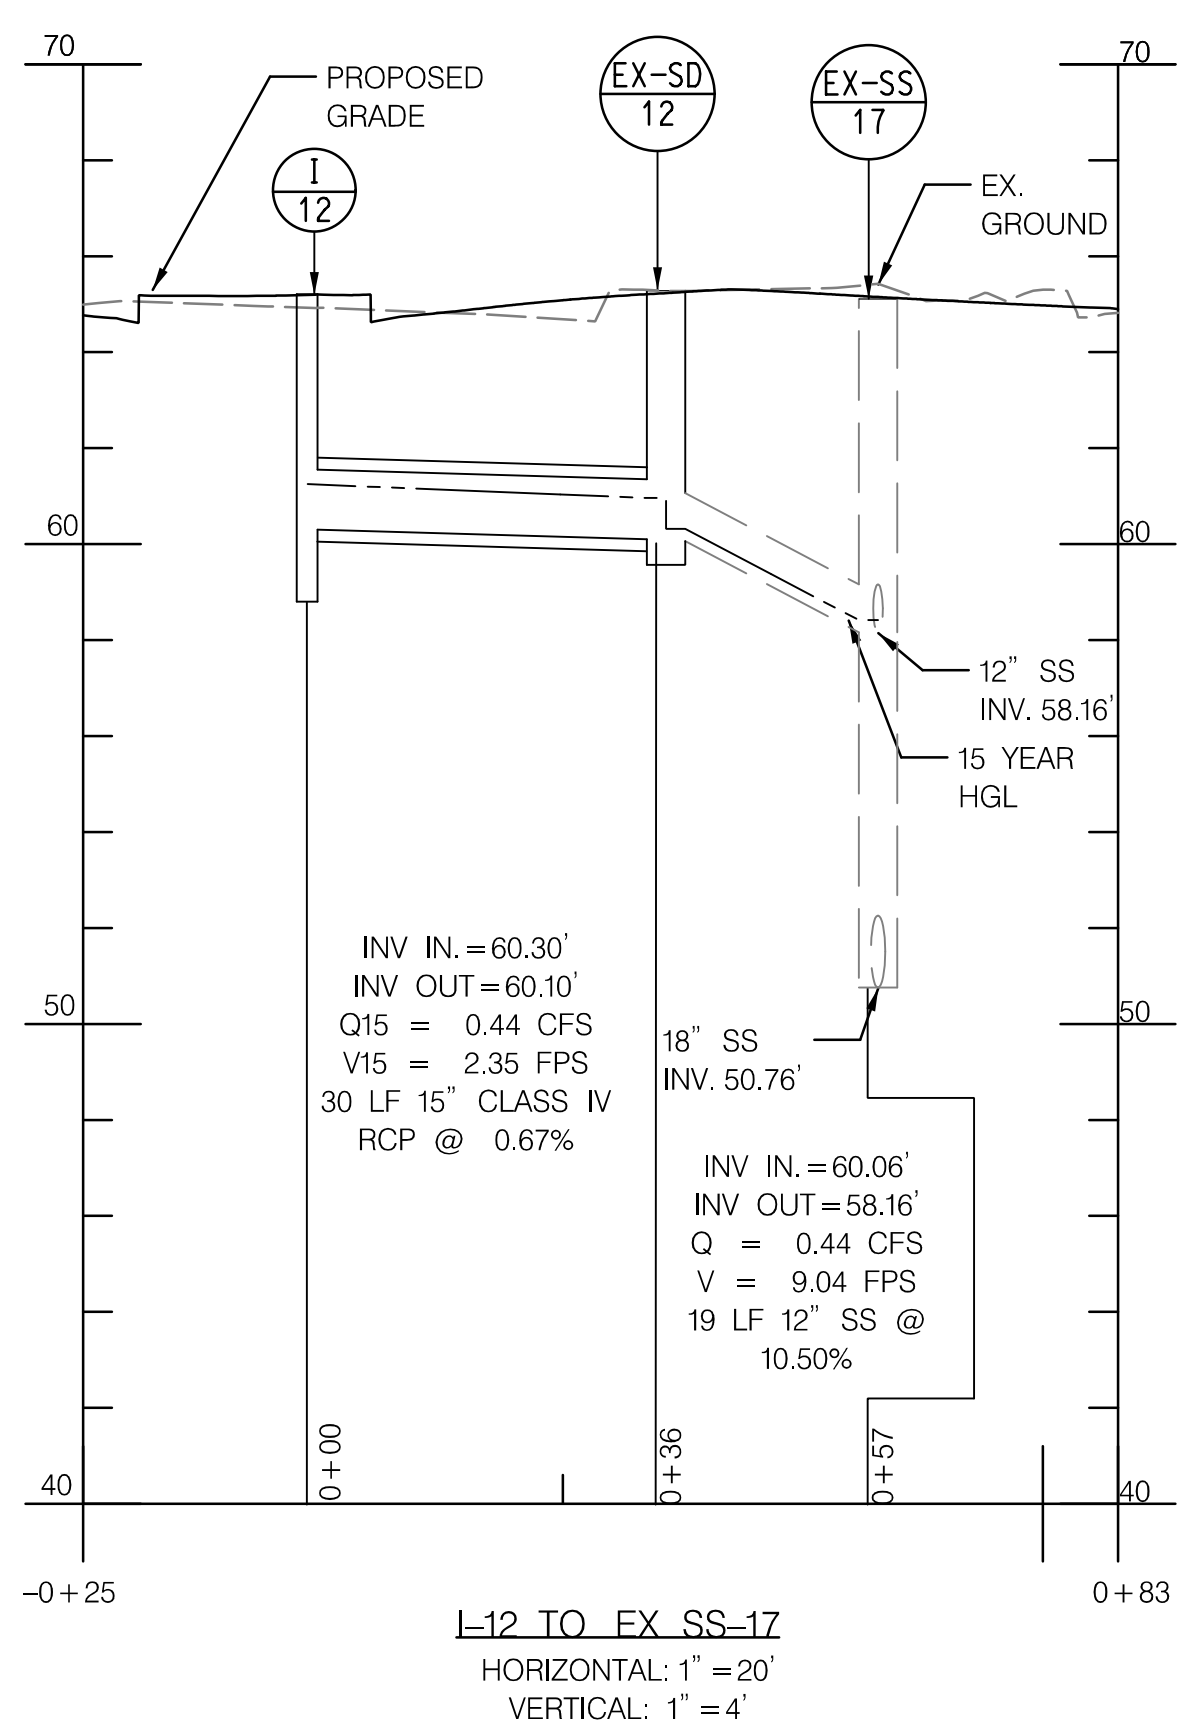 70
70
PROPOSED
GRADE
EX-SD
12
EX-SS
17
I
12
EX.
GROUND
60
60
12” SS
INV. 58.16'
15 YEAR
HGL
INV IN.=60.30'
INV OUT=60.10'
Q15 = 0.44 CFS
V15 = 2.35 FPS
30 LF 15” CLASS IV
RCP @ 0.67%
50
50
18” SS
INV. 50.76'
INV IN.=60.06'
INV OUT=58.16'
Q = 0.44 CFS
V = 9.04 FPS
19 LF 12” SS @
10.50%
0+00
0+36
0+57
40
40
-0+25
0+83
I-12 TO EX SS-17
HORIZONTAL: 1”=20'
VERTICAL: 1”=4'